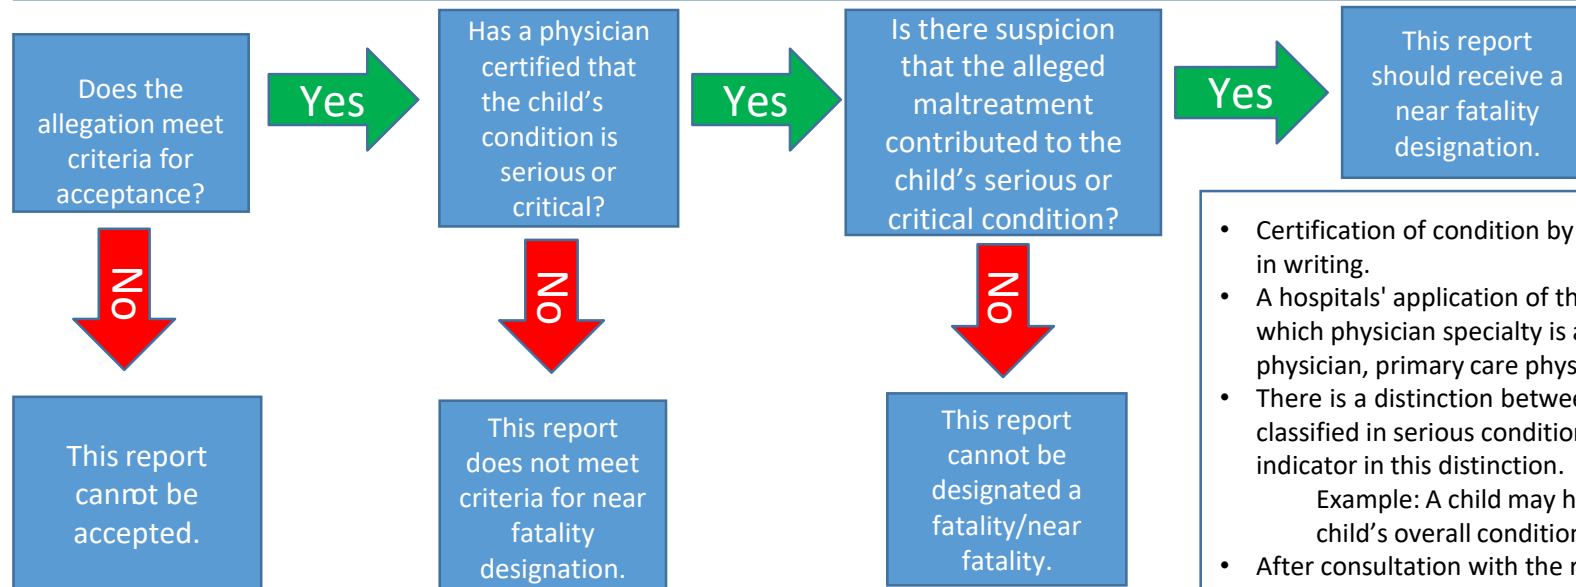 Does the
allegation meet
criteria for
acceptance?
Yes
Has a physician
certified that
the child's
condition is
serious or
critical?
Yes
Is there suspicion
that the alleged
maltreatment
contributed to the
child's serious or
critical condition?
Yes
This report
should receive a
near fatality
designation.
No
No
No
This report
cannot be
accepted.
This report
does not meet
criteria for near
fatality
designation.
This report
cannot be
designated a
fatality/near
fatality.
• Certification of condition by
in writing.
• A hospitals' application of th
which physician specialty is a
physician, primary care phys
• There is a distinction betwee
classified in serious condition
indicator in this distinction.
Example: A child may h
child's overall condition
• After consultation with the r